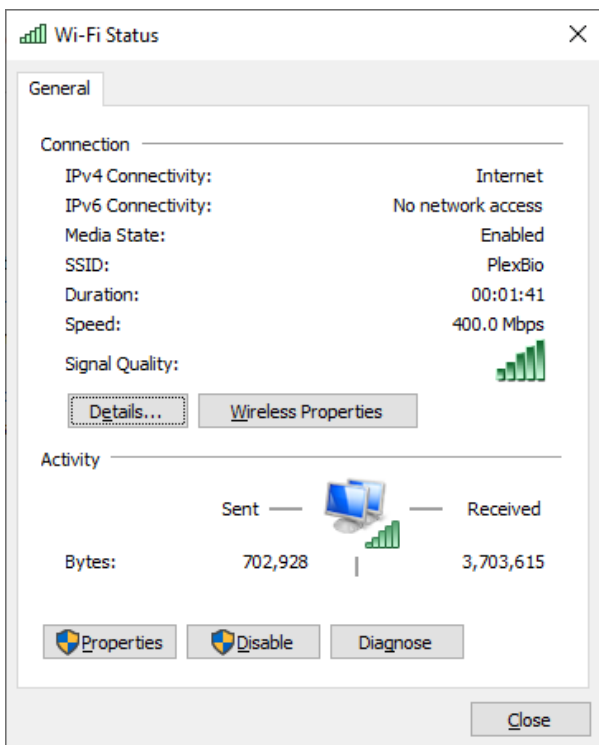 Wi-Fi Status
General
Connection
IPv4 Connectivity: Internet
IPv6 Connectivity: No network access
Media State: Enabled
SSID: PlexBio
Duration: 00:01:41
Speed: 400.0 Mbps
Signal Quality:
Details... Wireless Properties
Activity
Sent Received
Bytes: 702,928 3,703,615
Properties Disable Diagnose
Close